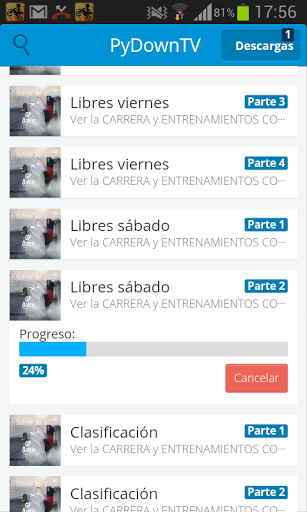 81% 17:56
PyDownTV
Descargas 1
Libres viernes Parte 3
Ver la CARRERA y ENTRENAMIENTOS CO···
Libres viernes Parte 4
Ver la CARRERA y ENTRENAMIENTOS CO···
Libres sábado Parte 1
Ver la CARRERA y ENTRENAMIENTOS CO···
Libres sábado Parte 2
Ver la CARRERA y ENTRENAMIENTOS CO···
Progreso:
24%
Cancelar
Clasificación Parte 1
Ver la CARRERA y ENTRENAMIENTOS CO···
Clasificación Parte 2
Ver la CARRERA y ENTRENAMIENTOS CO···